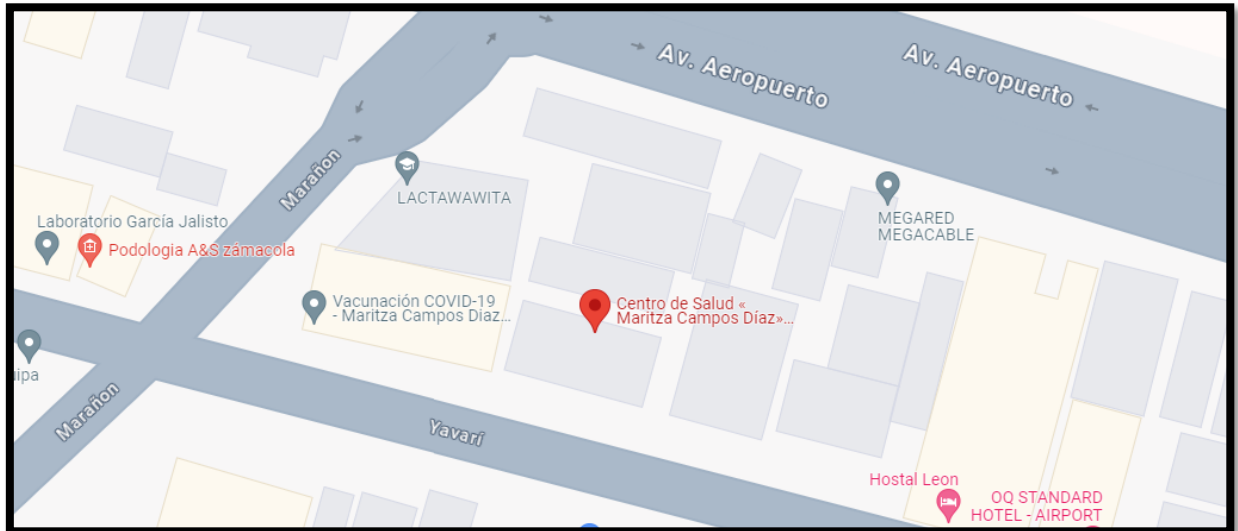 Av. Aeropuerto
Av. Aeropuerto
Marañon
LACTAWAWITA
MEGARED
MEGACABLE
Laboratorio García Jalisto
Podologia A&S zámacola
Vacunación COVID-19
- Maritza Campos Diaz...
Centro de Salud «
Maritza Campos Díaz»...
uipa
Marañon
Yavarí
Hostal Leon
OQ STANDARD
HOTEL - AIRPORT